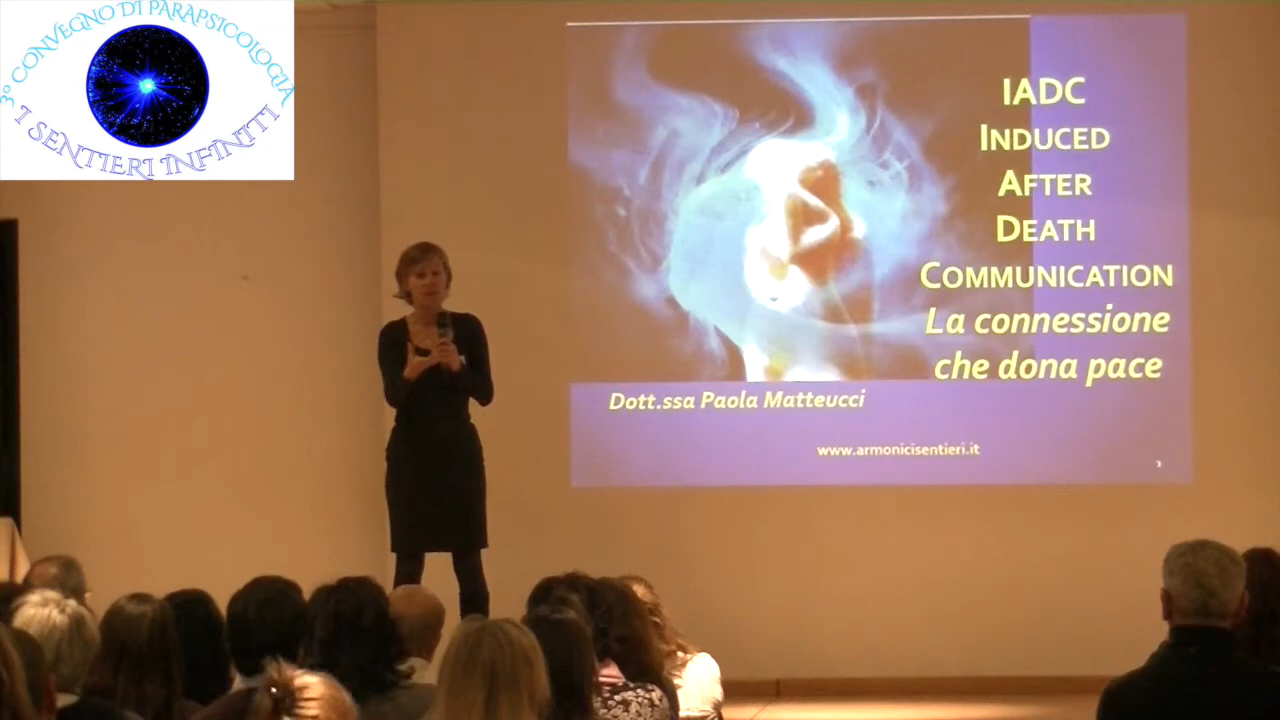 3° CONVEGNO DI PARAPSICOLOGIA
I SENTIERI INFINITI
IADC
INDUCED
AFTER
DEATH
COMMUNICATION
La connessione
che dona pace
Dott.ssa Paola Matteucci
www.armonicisentieri.it